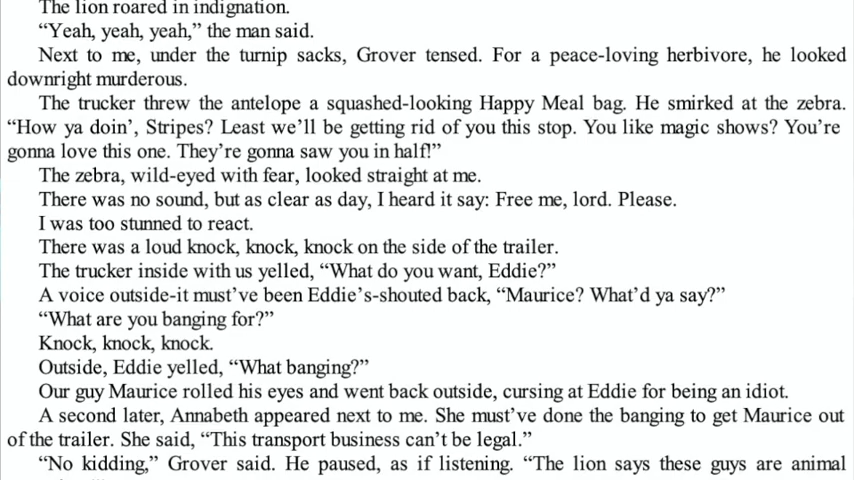 The lion roared in indignation.
“Yeah, yeah, yeah,” the man said.
Next to me, under the turnip sacks, Grover tensed. For a peace-loving herbivore, he looked
downright murderous.
The trucker threw the antelope a squashed-looking Happy Meal bag. He smirked at the zebra.
“How ya doin’, Stripes? Least we’ll be getting rid of you this stop. You like magic shows? You’re
gonna love this one. They’re gonna saw you in half!”
The zebra, wild-eyed with fear, looked straight at me.
There was no sound, but as clear as day, I heard it say: Free me, lord. Please.
I was too stunned to react.
There was a loud knock, knock, knock on the side of the trailer.
The trucker inside with us yelled, “What do you want, Eddie?”
A voice outside-it must’ve been Eddie’s-shouted back, “Maurice? What’d ya say?”
“What are you banging for?”
Knock, knock, knock.
Outside, Eddie yelled, “What banging?”
Our guy Maurice rolled his eyes and went back outside, cursing at Eddie for being an idiot.
A second later, Annabeth appeared next to me. She must’ve done the banging to get Maurice out
of the trailer. She said, “This transport business can’t be legal.”
“No kidding,” Grover said. He paused, as if listening. “The lion says these guys are animal